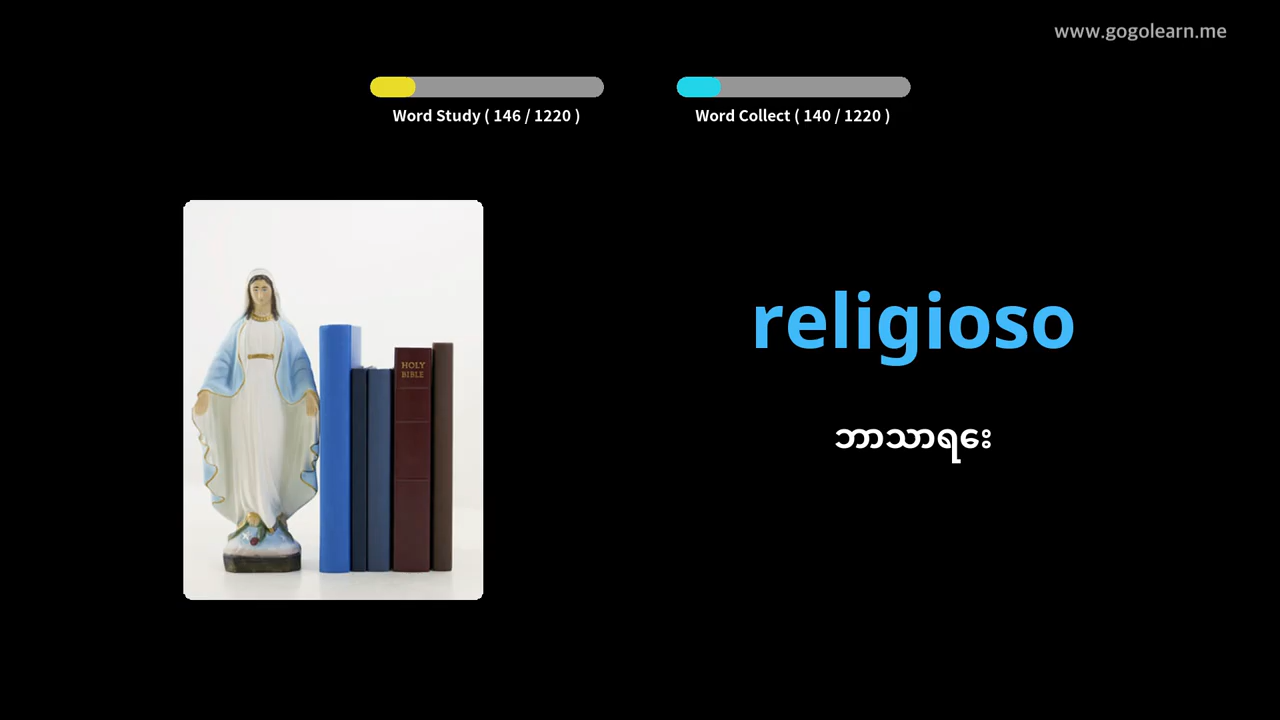 www.gogolearn.me
Word Study ( 146 / 1220 )
Word Collect ( 140 / 1220 )
HOLY
BIBLE
religioso
ဘာသာရေး